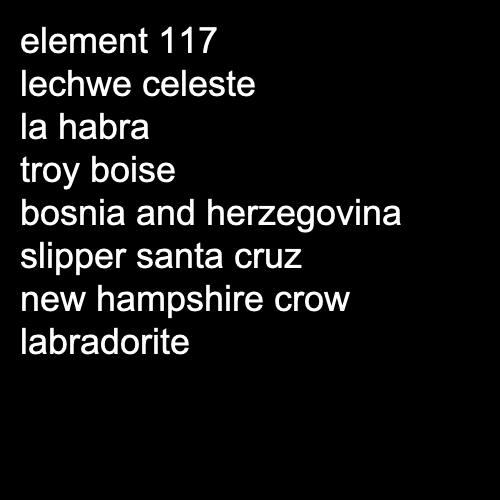 element 117
lechwe celeste
la habra
troy boise
bosnia and herzegovina
slipper santa cruz
new hampshire crow
labradorite